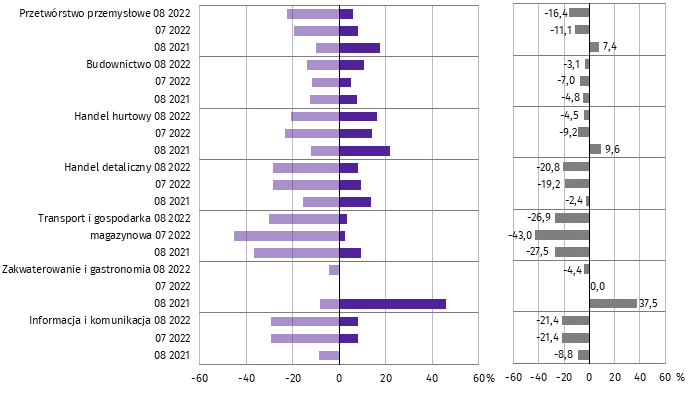 Przetwórstwo przemysłowe 08 2022 -16,4
07 2022 -11,1
08 2021 7,4
Budownictwo 08 2022 -3,1
07 2022 -7,0
08 2021 -4,8
Handel hurtowy 08 2022 -4,5
07 2022 -9,2
08 2021 9,6
Handel detaliczny 08 2022 -20,8
07 2022 -19,2
08 2021 -2,4
Transport i gospodarka 08 2022 -26,9
magazynowa 07 2022 -43,0
08 2021 -27,5
Zakwaterowanie i gastronomia 08 2022 -4,4
07 2022 0,0
08 2021 37,5
Informacja i komunikacja 08 2022 -21,4
07 2022 -21,4
08 2021 -8,8
-60 -40 -20 0 20 40 60 % -60 -40 -20 0 20 40 60 %